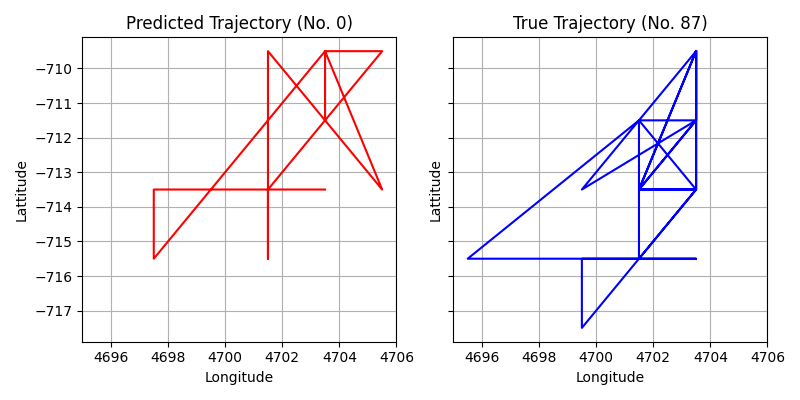 Predicted Trajectory (No. 0)
True Trajectory (No. 87)
Lattitude
−710
−711
−712
−713
−714
−715
−716
−717
4696 4698 4700 4702 4704 4706
Longitude
Lattitude
4696 4698 4700 4702 4704 4706
Longitude